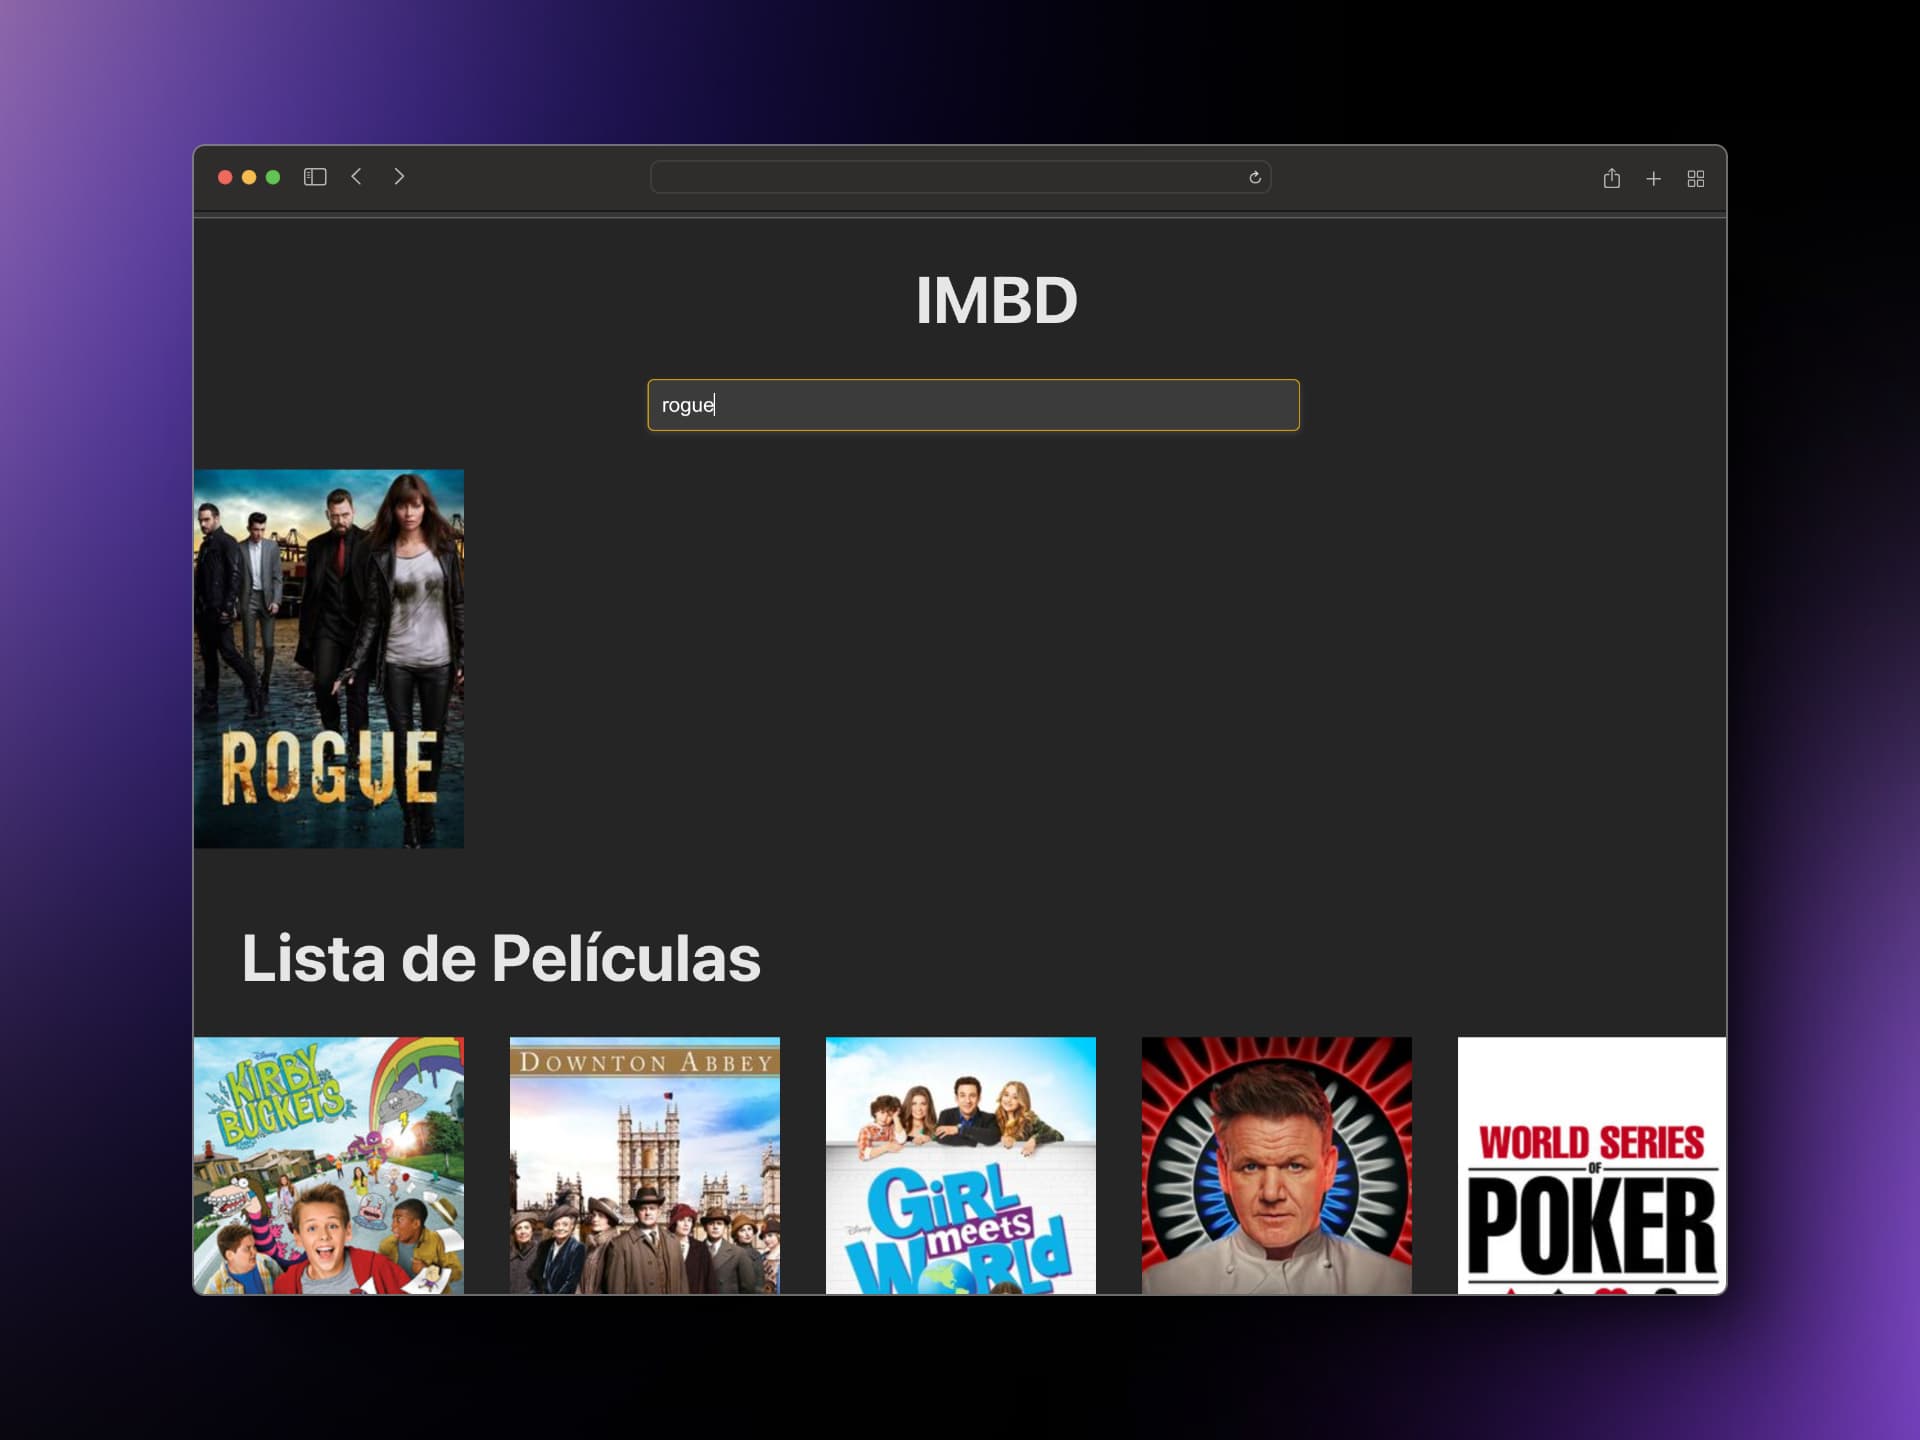 IMBD
rogue
ROGUE
Lista de Películas
Disney
KIRBY
BUCKETS
DOWNTON ABBEY
Disney
GiRL
meets
WORLd
WORLD SERIES
OF
POKER